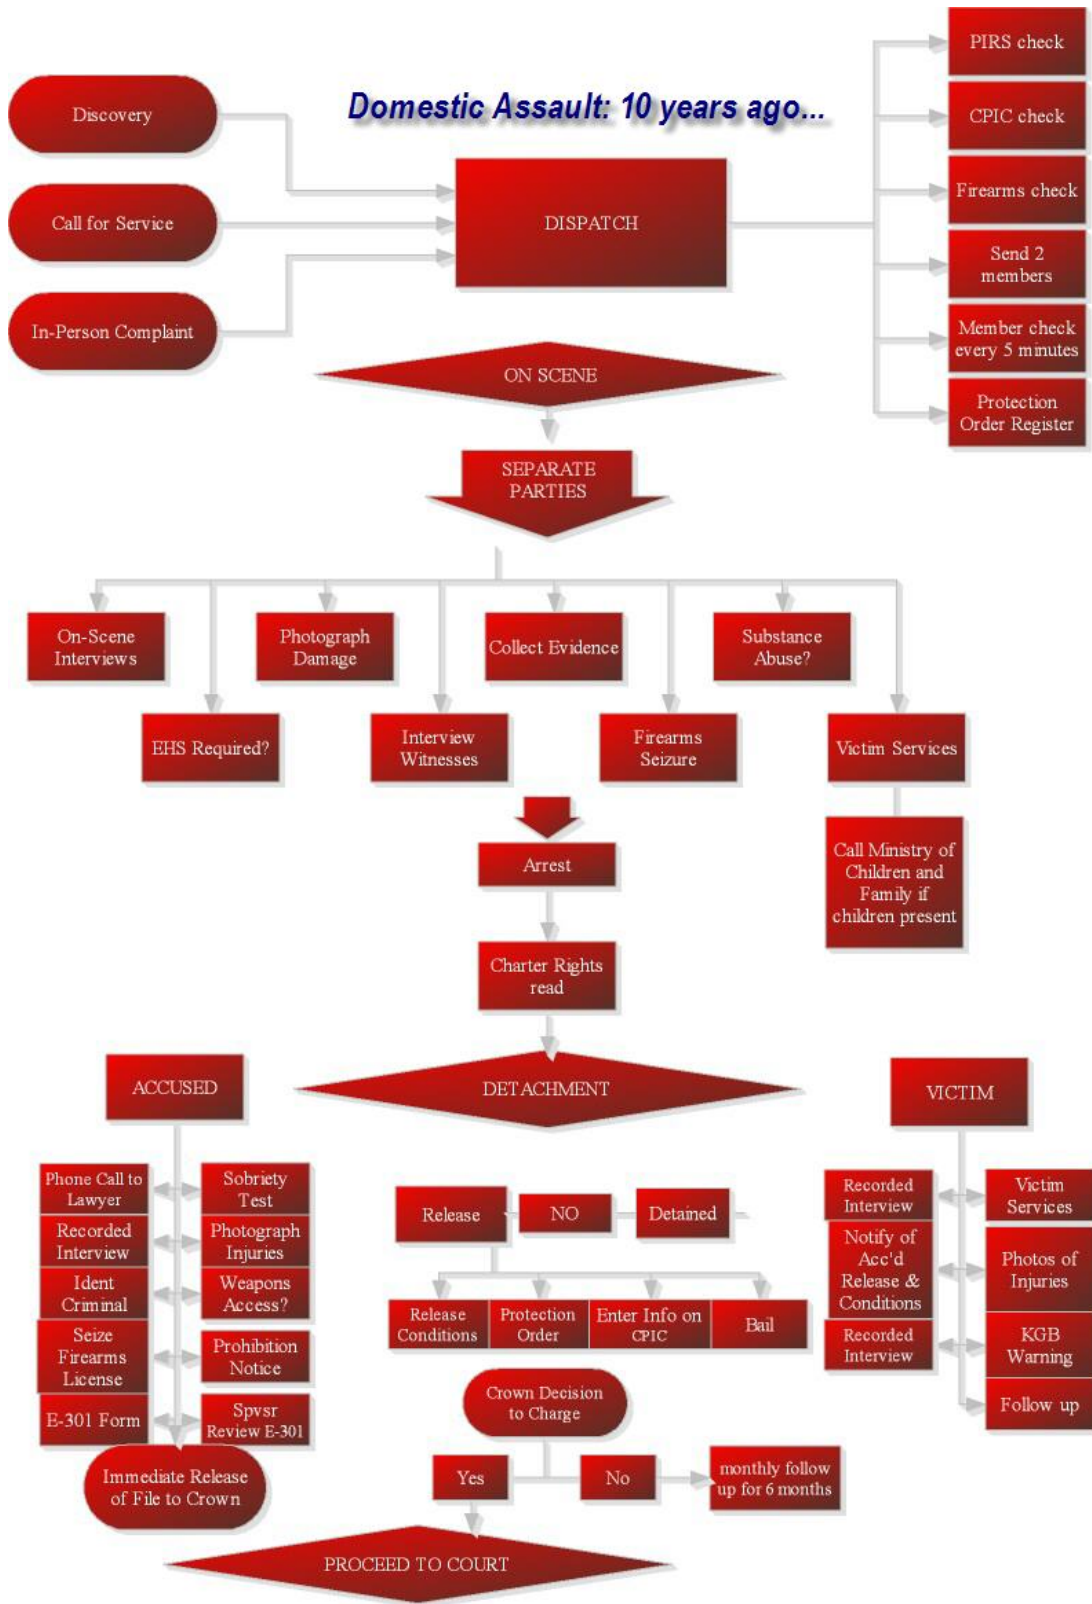 Domestic Assault: 10 years ago...
Discovery
Call for Service
In-Person Complaint
DISPATCH
PIRS check
CPIC check
Firearms check
Send 2
members
Member check
every 5 minutes
Protection
Order Register
ON SCENE
SEPARATE
PARTIES
On-Scene
Interviews
Photograph
Damage
Collect Evidence
Substance
Abuse?
EHS Required?
Interview
Witnesses
Firearms
Seizure
Victim Services
Call Ministry of
Children and
Family if
children present
Arrest
Charter Rights
read
DETACHMENT
ACCUSED
Phone Call to
Lawyer
Sobriety
Test
Recorded
Interview
Photograph
Injuries
Ident
Criminal
Weapons
Access?
Seize
Firearms
License
Prohibition
Notice
E-301 Form
Spvsr
Review E-301
Immediate Release
of File to Crown
Release
NO
Detained
Release
Conditions
Protection
Order
Enter Info on
CPIC
Bail
Crown Decision
to Charge
Yes
No
monthly follow
up for 6 months
PROCEED TO COURT
VICTIM
Recorded
Interview
Victim
Services
Notify of
Acc'd
Release &
Conditions
Photos of
Injuries
Recorded
Interview
KGB
Warning
Follow up